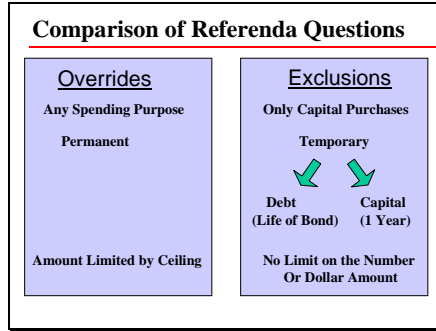 Comparison of Referenda Questions
Overrides
Any Spending Purpose
Permanent
Amount Limited by Ceiling
Exclusions
Only Capital Purchases
Temporary
Debt
(Life of Bond)
Capital
(1 Year)
No Limit on the Number
Or Dollar Amount